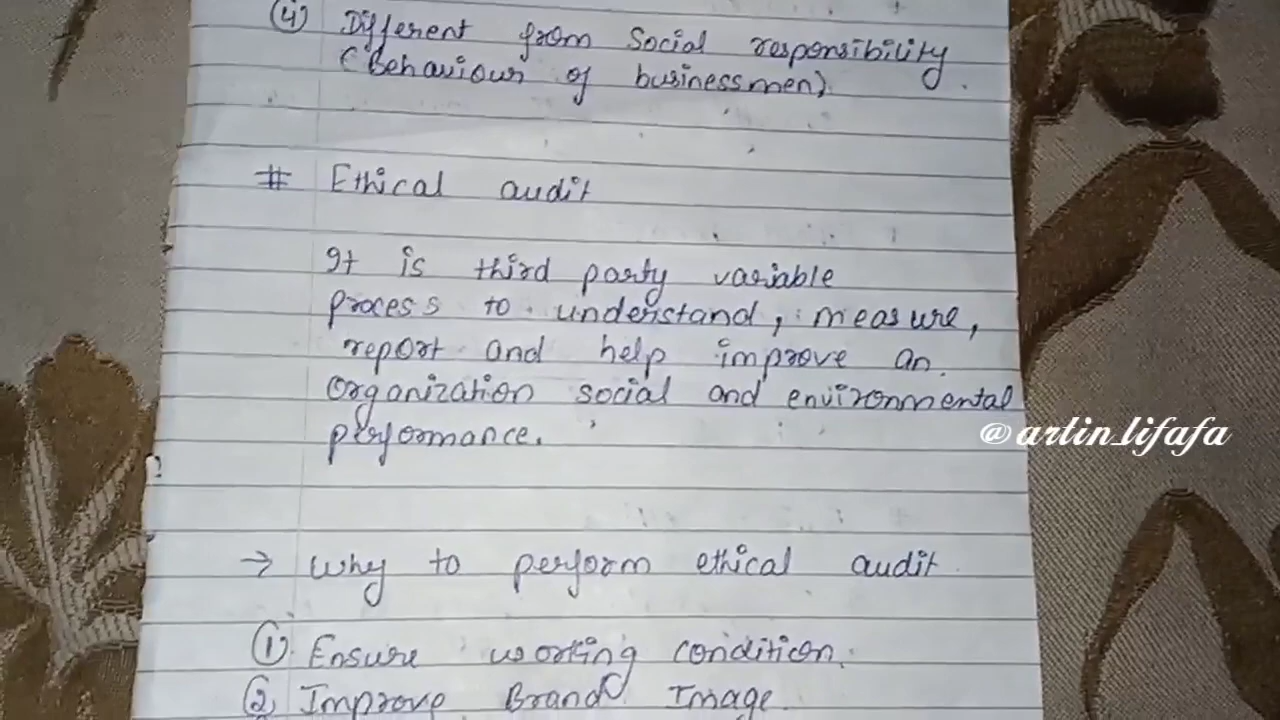 (4) Different from Social responsibility
(Behaviour of businessmen).
# Ethical audit
It is third party variable
process to understand, measure,
report and help improve an
organization social and environmental
performance.
@artin_lifafa
→ Why to perform ethical audit
① Ensure working condition.
② Improve Brand Image.